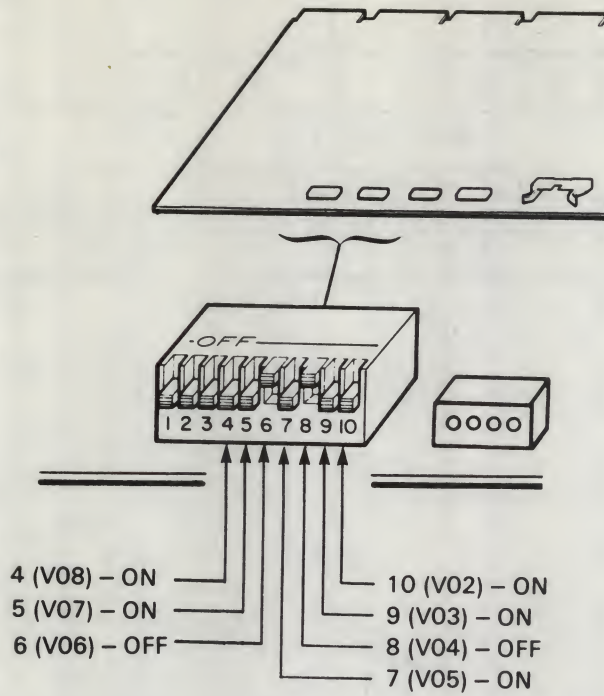 OFF
1 2 3 4 5 6 7 8 9 10
4 (V08) – ON
5 (V07) – ON
6 (V06) – OFF
10 (V02) – ON
9 (V03) – ON
8 (V04) – OFF
7 (V05) – ON